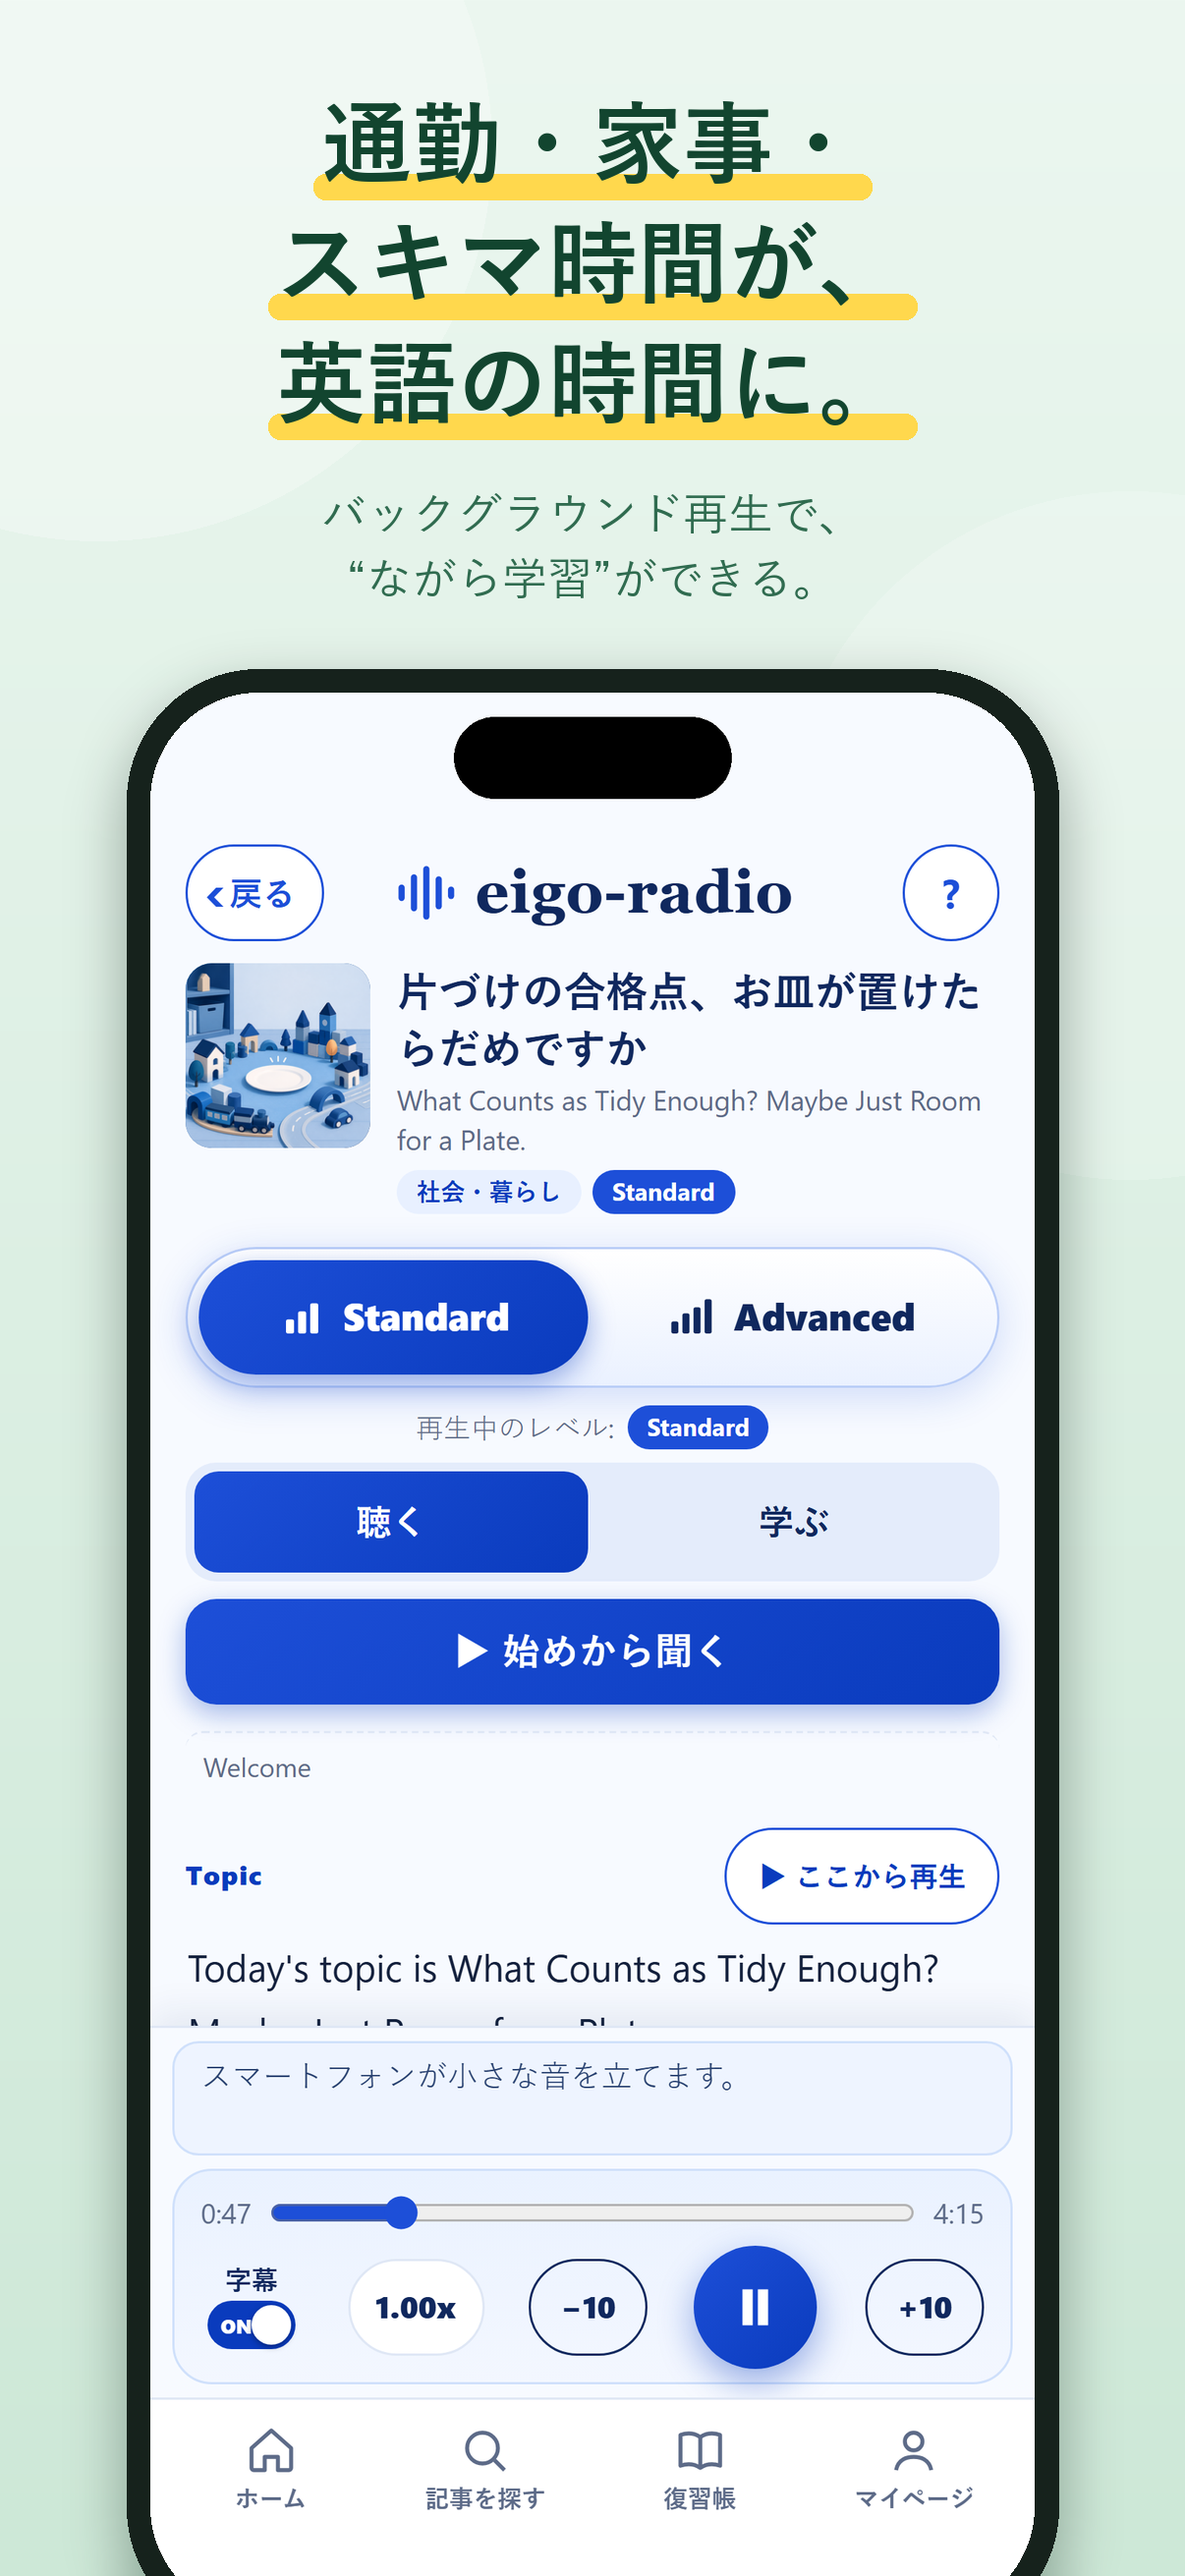 通勤・家事・
スキマ時間が、
英語の時間に。
バックグラウンド再生で、
“ながら学習”ができる。
戻る
eigo-radio
?
片づけの合格点、お皿が置けた
らだめですか
What Counts as Tidy Enough? Maybe Just Room
for a Plate.
社会・暮らし
Standard
Standard
Advanced
再生中のレベル: Standard
聴く
学ぶ
始めから聞く
Welcome
Topic
ここから再生
Today's topic is What Counts as Tidy Enough?
スマートフォンが小さな音を立てます。
0:47
4:15
字幕
ON
1.00x
−10
+10
ホーム
記事を探す
復習帳
マイページ